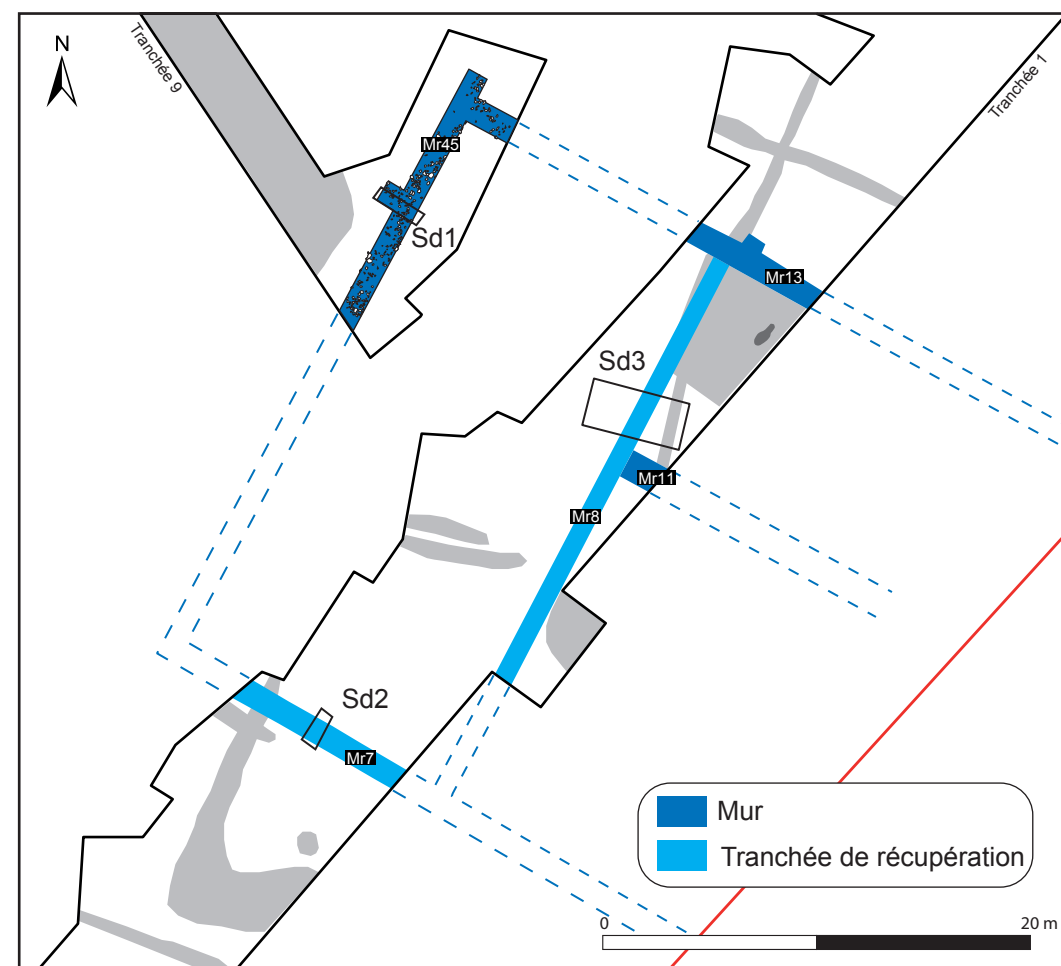 N
Tranchée 9
Tranchée 1
Mr45
Sd1
Mr13
Sd3
Mr11
Mr8
Sd2
Mr7
Mur
Tranchée de récupération
0
20 m